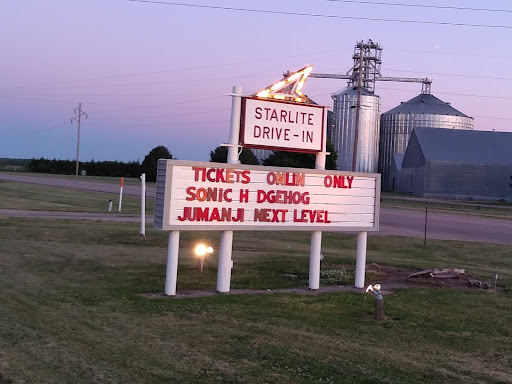 STARLITE
DRIVE-IN
TICKETS ONLIN ONLY
SONIC H DGEHOG
JUMANJI NEXT LEVEL